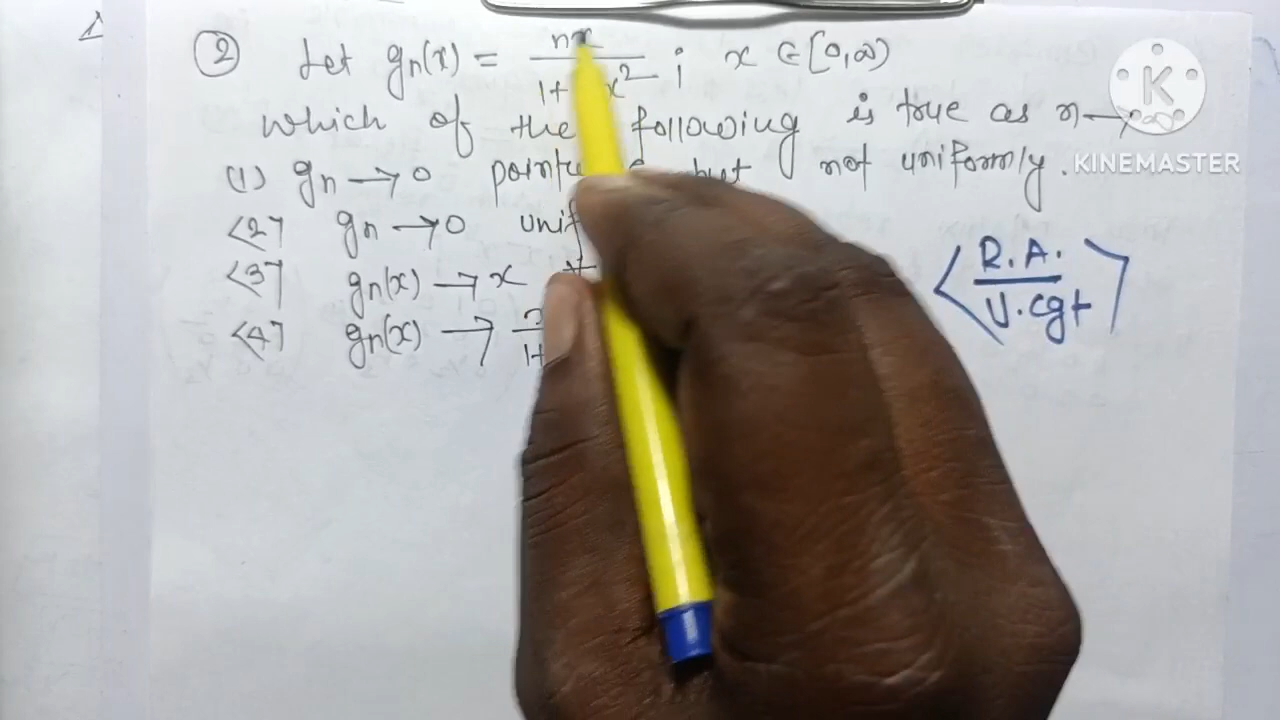 ② Let gn(x) = nx / 1+ x² ; x ∈ [0,∞)
which of the following is true as n→∞
(1) gn → 0 but not uniformly.
<2> gn → 0
<3> gn(x) → x
<4> gn(x) →
<R.A. / U.cgt>
K
KINEMASTER